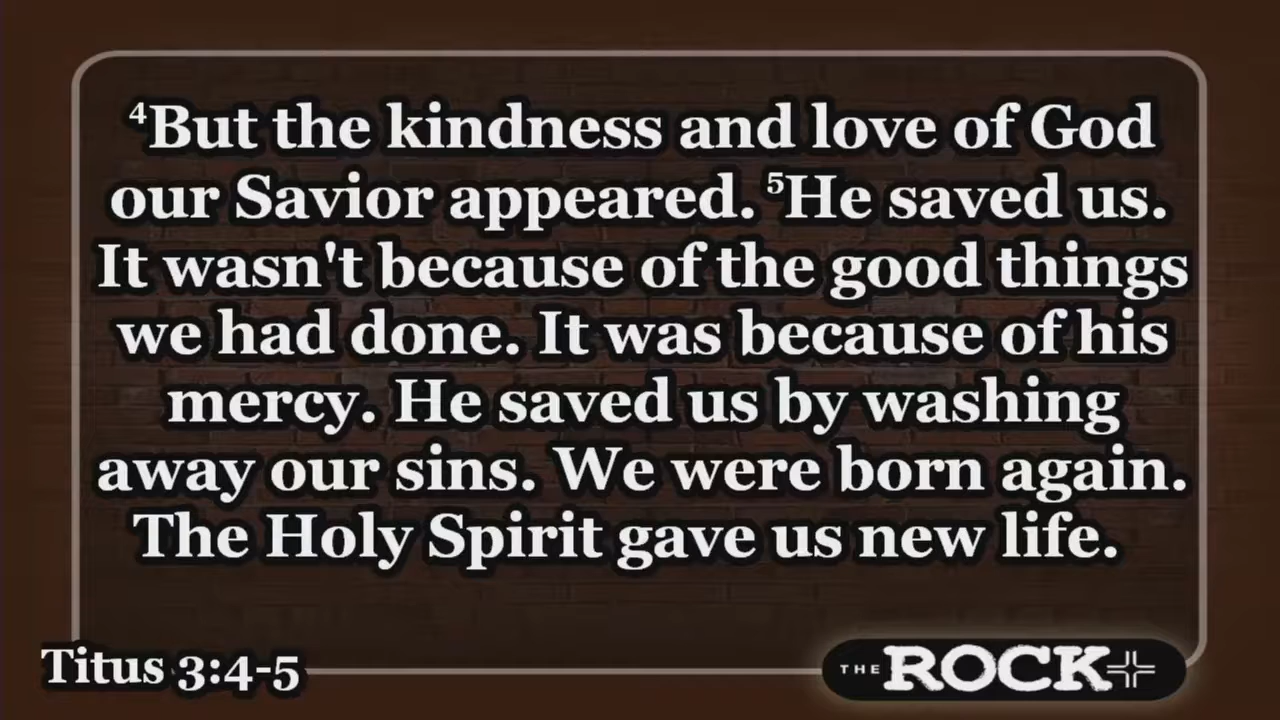 ⁴But the kindness and love of God
our Savior appeared. ⁵He saved us.
It wasn't because of the good things
we had done. It was because of his
mercy. He saved us by washing
away our sins. We were born again.
The Holy Spirit gave us new life.
Titus 3:4-5
THE ROCK